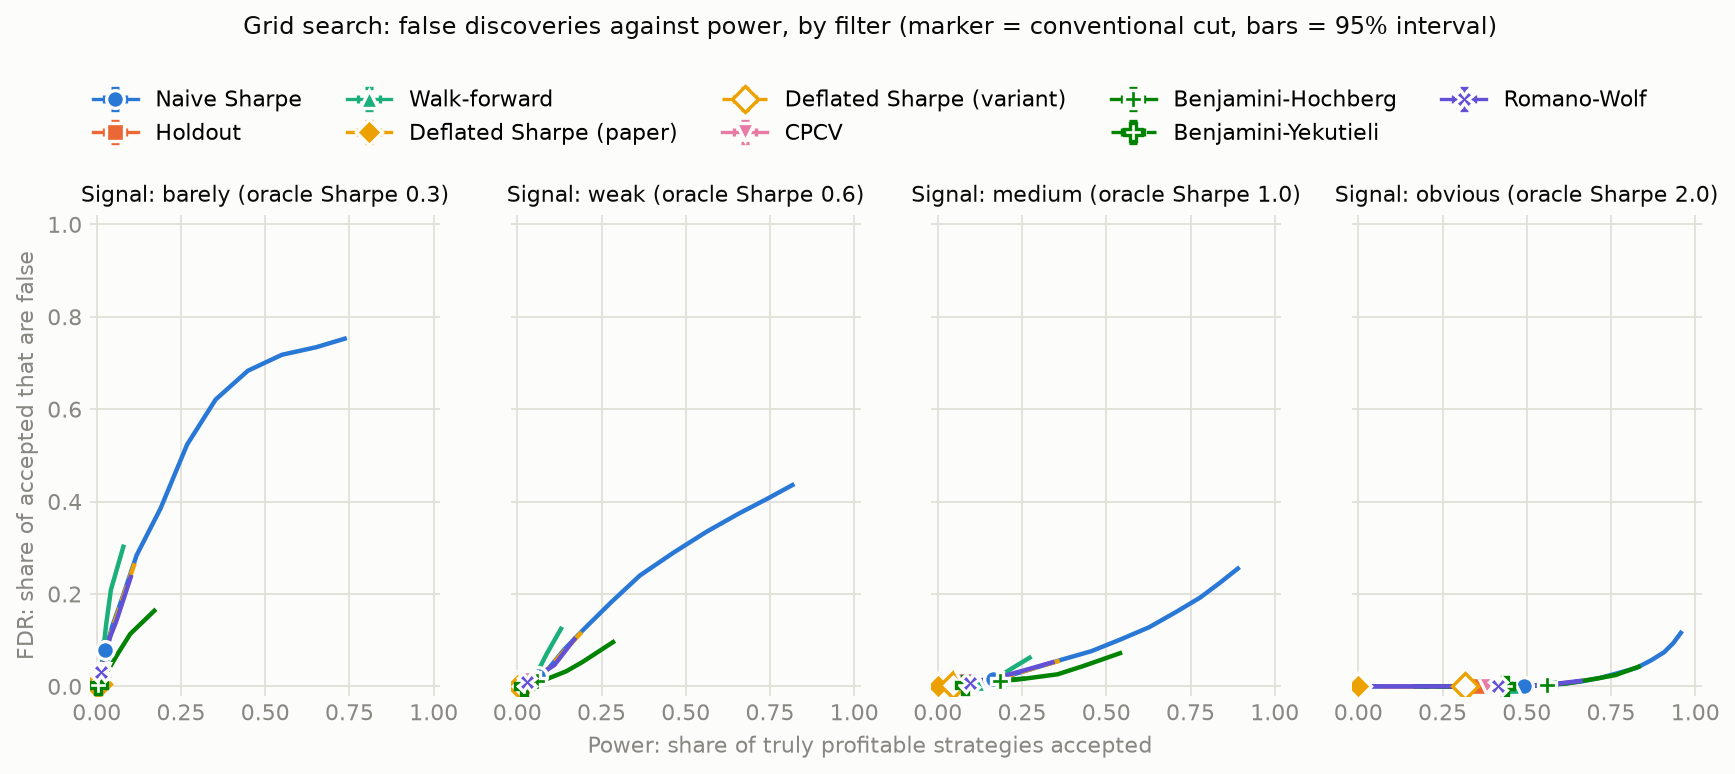 Grid search: false discoveries against power, by filter (marker = conventional cut, bars = 95% interval)
Naive Sharpe
Holdout
Walk-forward
Deflated Sharpe (paper)
Deflated Sharpe (variant)
CPCV
Benjamini-Hochberg
Benjamini-Yekutieli
Romano-Wolf
Signal: barely (oracle Sharpe 0.3)
Signal: weak (oracle Sharpe 0.6)
Signal: medium (oracle Sharpe 1.0)
Signal: obvious (oracle Sharpe 2.0)
FDR: share of accepted that are false
1.0
0.8
0.6
0.4
0.2
0.0
0.00 0.25 0.50 0.75 1.00
0.00 0.25 0.50 0.75 1.00
0.00 0.25 0.50 0.75 1.00
0.00 0.25 0.50 0.75 1.00
Power: share of truly profitable strategies accepted